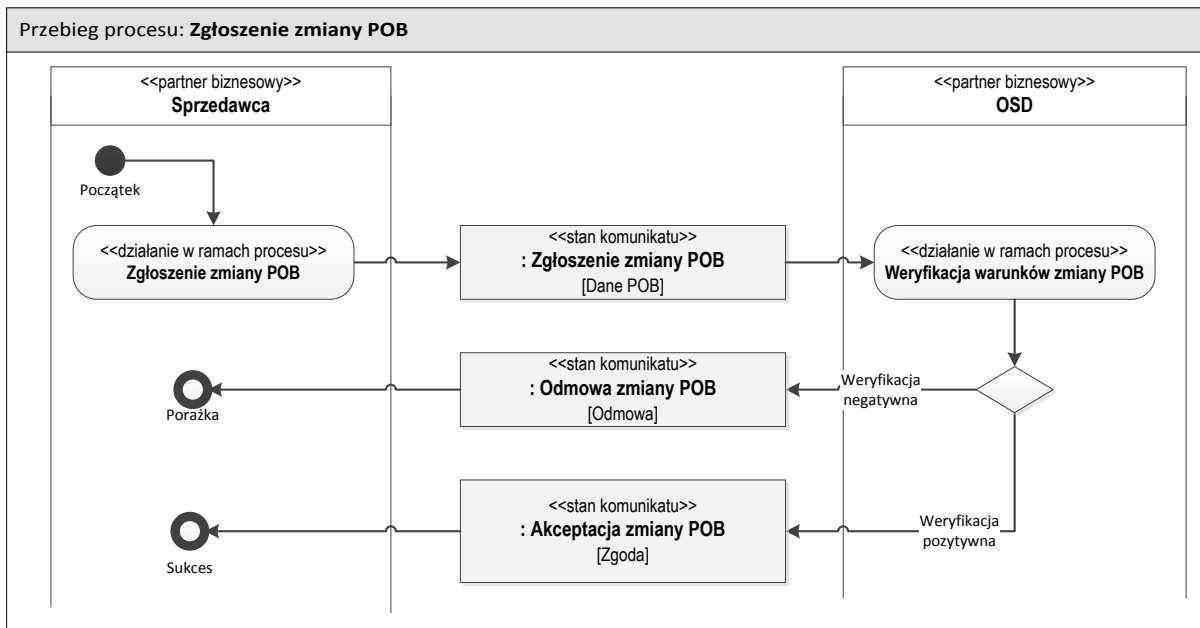 Przebieg procesu: Zgłoszenie zmiany POB
<<partner biznesowy>>
Sprzedawca
<<partner biznesowy>>
OSD
Początek
<<działanie w ramach procesu>>
Zgłoszenie zmiany POB
<<stan komunikatu>>
: Zgłoszenie zmiany POB
[Dane POB]
<<działanie w ramach procesu>>
Weryfikacja warunków zmiany POB
<<stan komunikatu>>
: Odmowa zmiany POB
[Odmowa]
Weryfikacja
negatywna
Porażka
<<stan komunikatu>>
: Akceptacja zmiany POB
[Zgoda]
Weryfikacja
pozytywna
Sukces